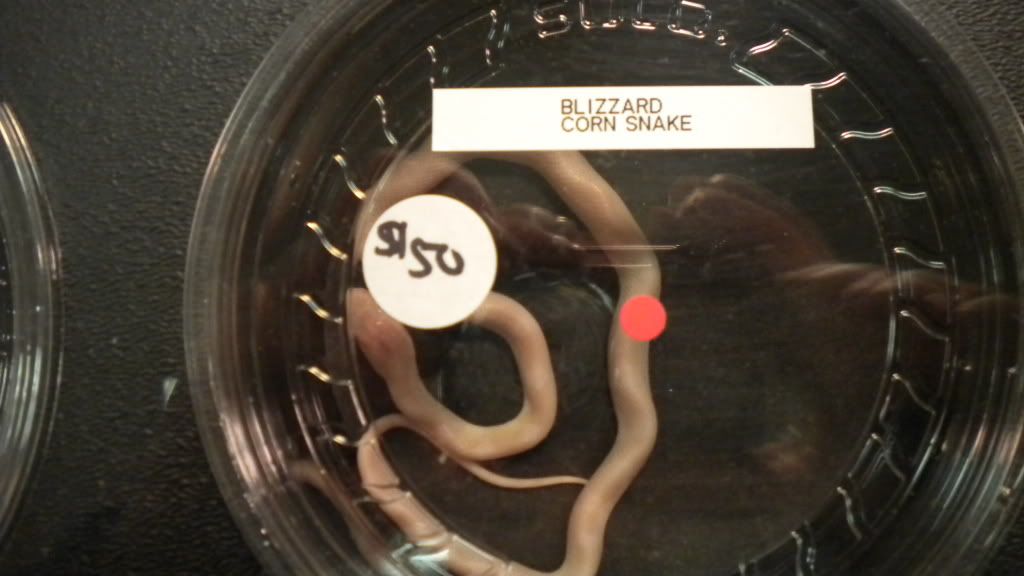 BLIZZARD
CORN SNAKE
$150